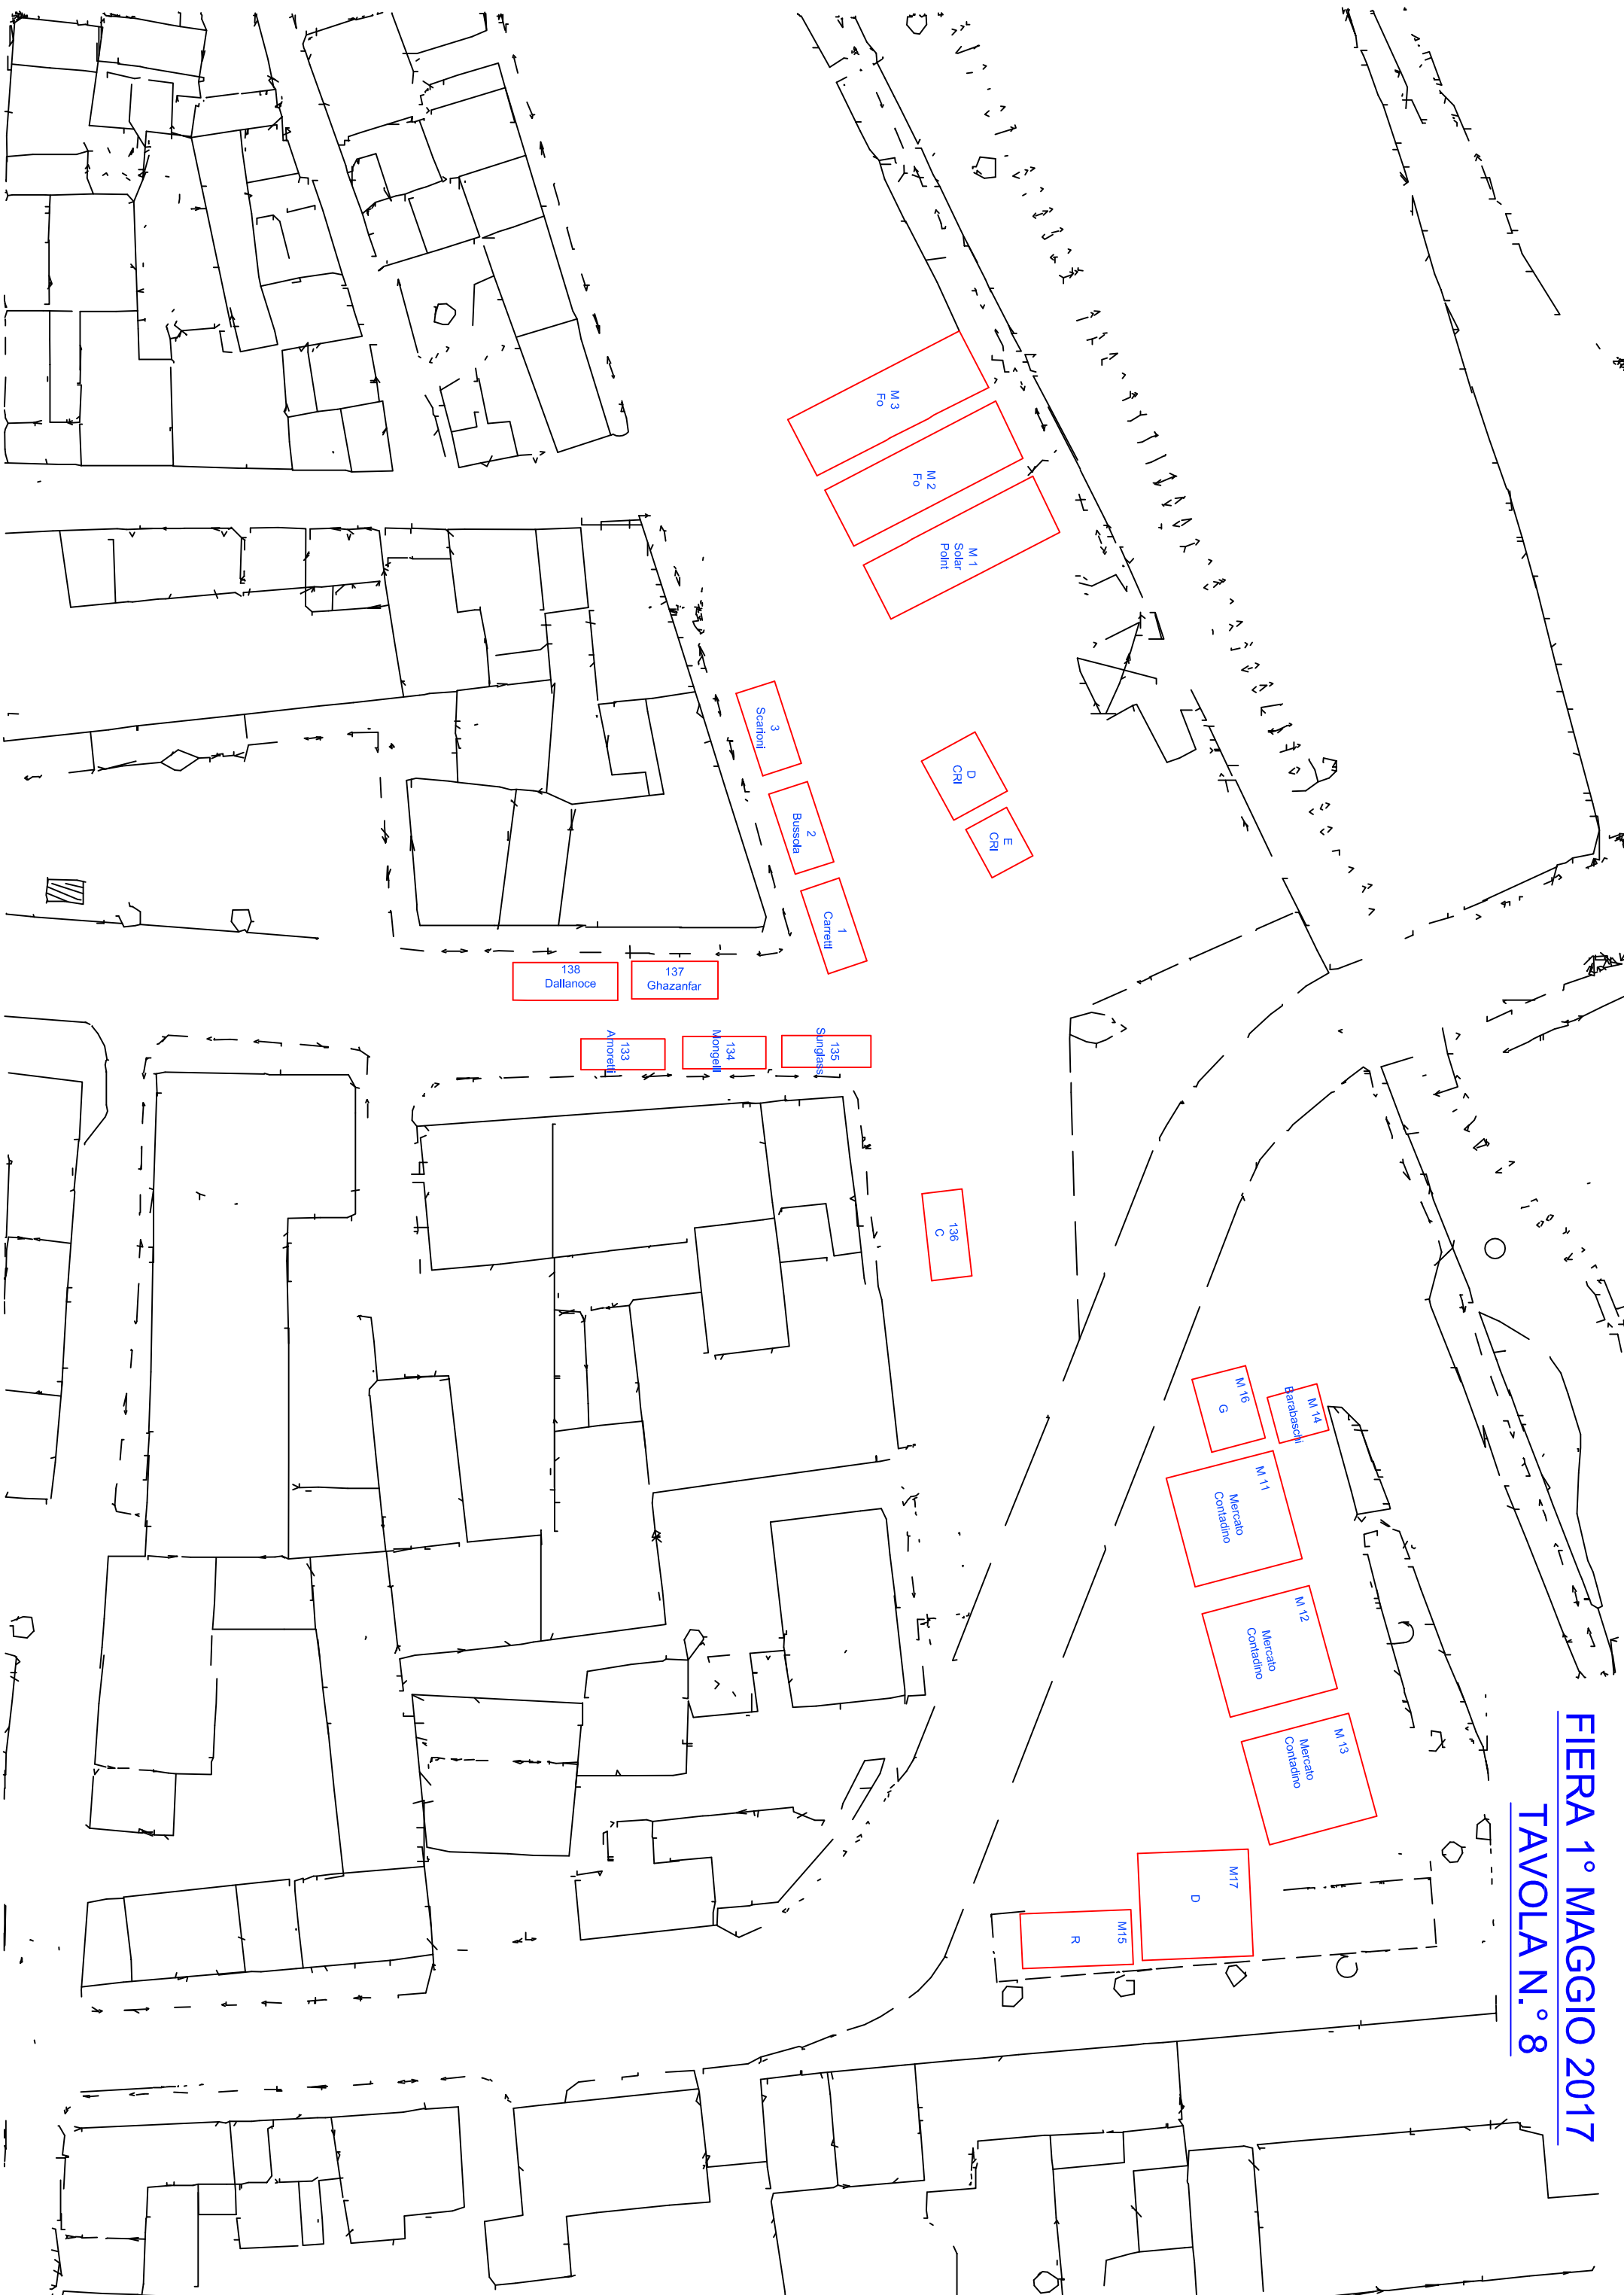 FIERA 1° MAGGIO 2017
TAVOLA N.° 8
M 3
Fo
M 2
Fo
M 1
Solar
Point
3
Scarioni
2
Bussola
1
Carretti
D
CRI
E
CRI
138
Dallanoce
137
Ghazanfar
133
Amoretti
134
Mongelli
135
Sunglass
136
C
M 16
G
M 14
Barabaschi
M 11
Mercato
Contadino
M 12
Mercato
Contadino
M 13
Mercato
Contadino
M17
D
M15
R